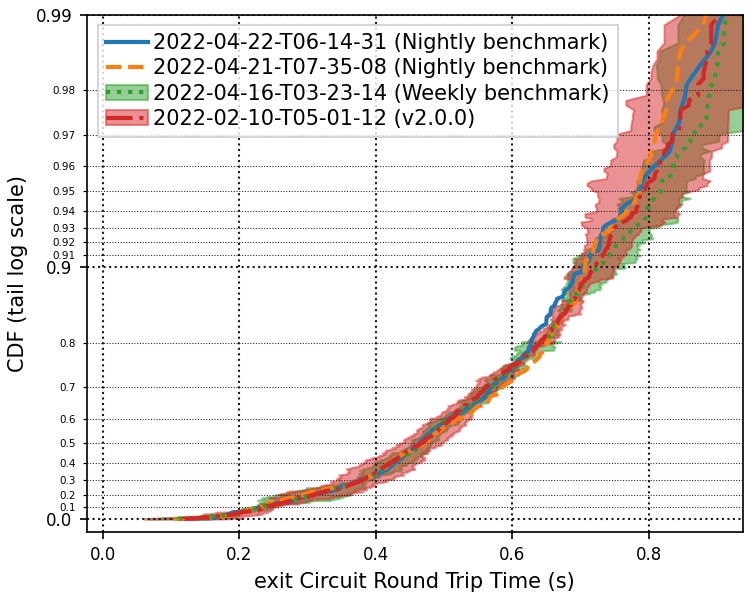 2022-04-22-T06-14-31 (Nightly benchmark)
2022-04-21-T07-35-08 (Nightly benchmark)
2022-04-16-T03-23-14 (Weekly benchmark)
2022-02-10-T05-01-12 (v2.0.0)
CDF (tail log scale)
0.99
0.98
0.97
0.96
0.95
0.94
0.93
0.92
0.91
0.9
0.8
0.7
0.6
0.5
0.4
0.3
0.2
0.1
0.0
0.0 0.2 0.4 0.6 0.8
exit Circuit Round Trip Time (s)